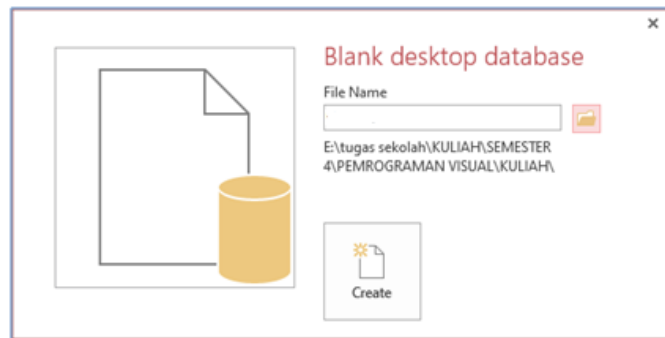 Blank desktop database
File Name
E:\tugas sekolah\KULIAH\SEMESTER
4\PEMROGRAMAN VISUAL\KULIAH\
Create